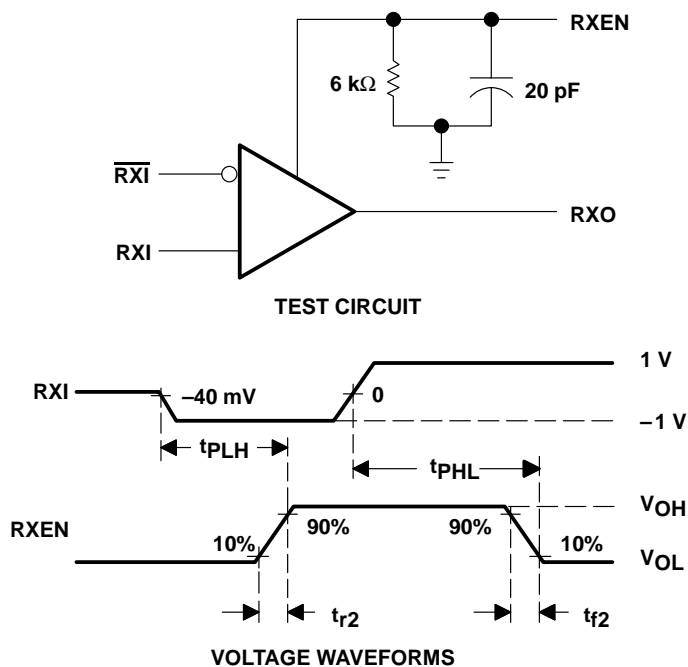 RXEN
6 kΩ
20 pF
R̅X̅I̅
RXI
RXO
TEST CIRCUIT
1 V
RXI
−40 mV
0
−1 V
tPLH
tPHL
VOH
RXEN
10%
90%
90%
10%
VOL
tr2
tf2
VOLTAGE WAVEFORMS